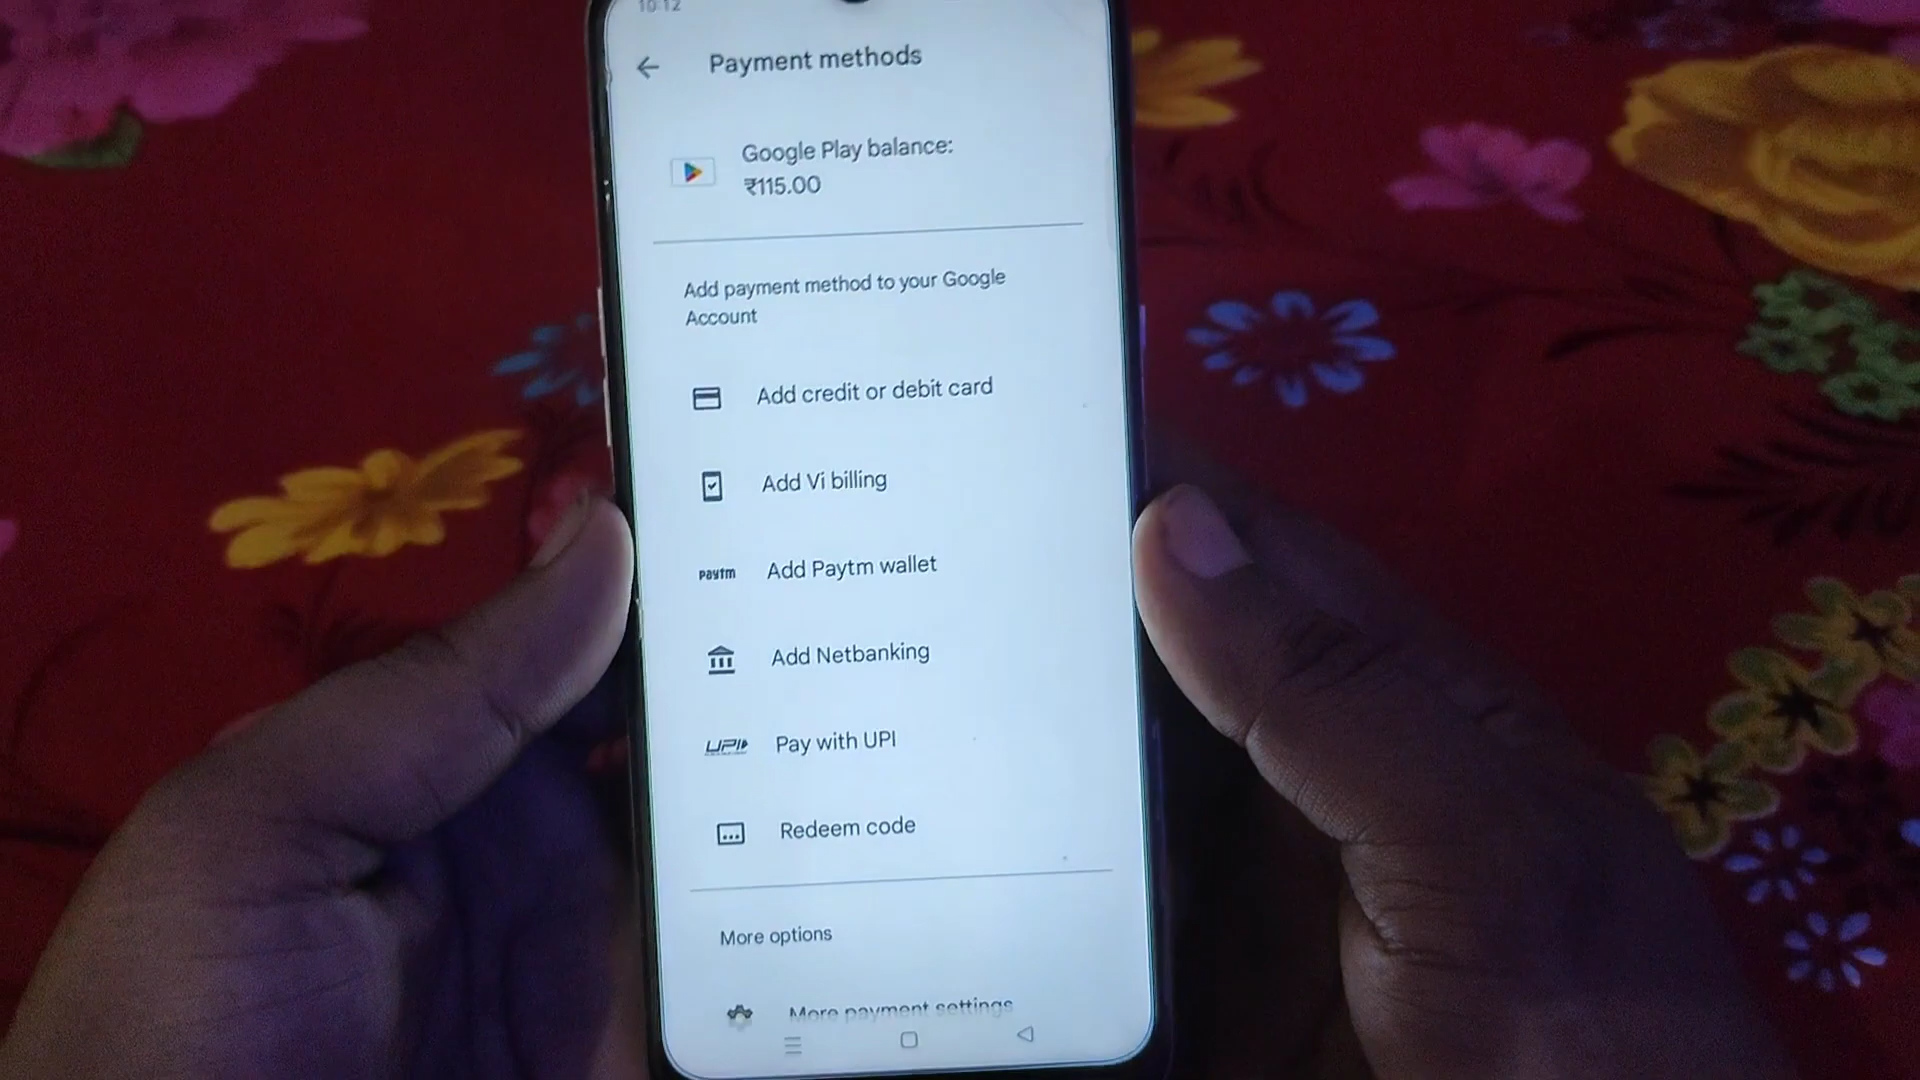 10:12
Payment methods
Google Play balance:
₹115.00
Add payment method to your Google
Account
Add credit or debit card
Add Vi billing
Paytm Add Paytm wallet
Add Netbanking
UPI Pay with UPI
Redeem code
More options
More payment settings